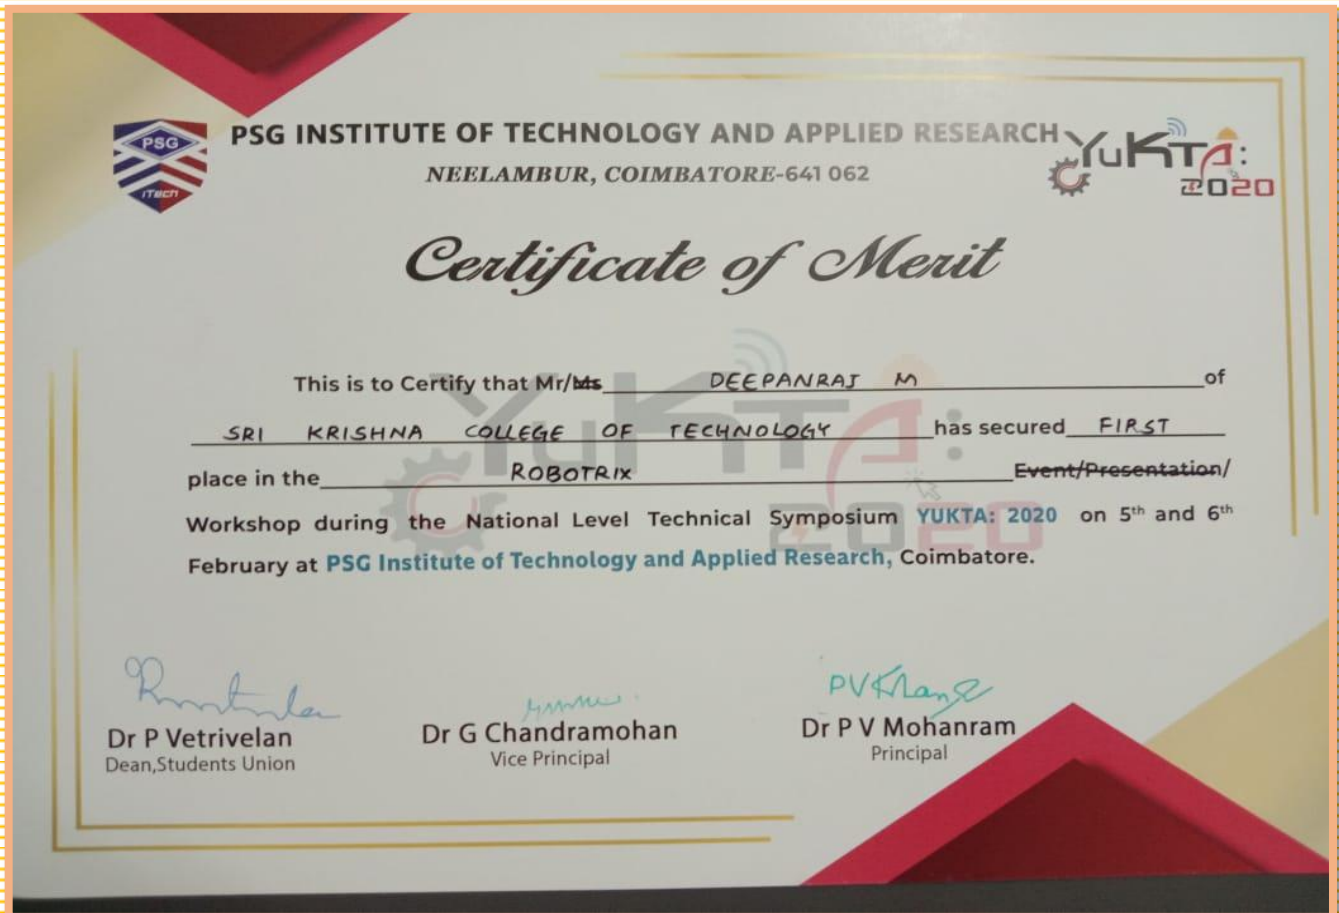 PSG
iTech
PSG INSTITUTE OF TECHNOLOGY AND APPLIED RESEARCH
NEELAMBUR, COIMBATORE-641 062
YuKTA:
2020
Certificate of Merit
This is to Certify that Mr/Ms DEEPANRAJ M of
SRI KRISHNA COLLEGE OF TECHNOLOGY has secured FIRST
place in the ROBOTRIX Event/Presentation/
Workshop during the National Level Technical Symposium YUKTA: 2020 on 5th and 6th
February at PSG Institute of Technology and Applied Research, Coimbatore.
YuKTA:
2020
Dr P Vetrivelan
Dean,Students Union
Dr G Chandramohan
Vice Principal
Dr P V Mohanram
Principal